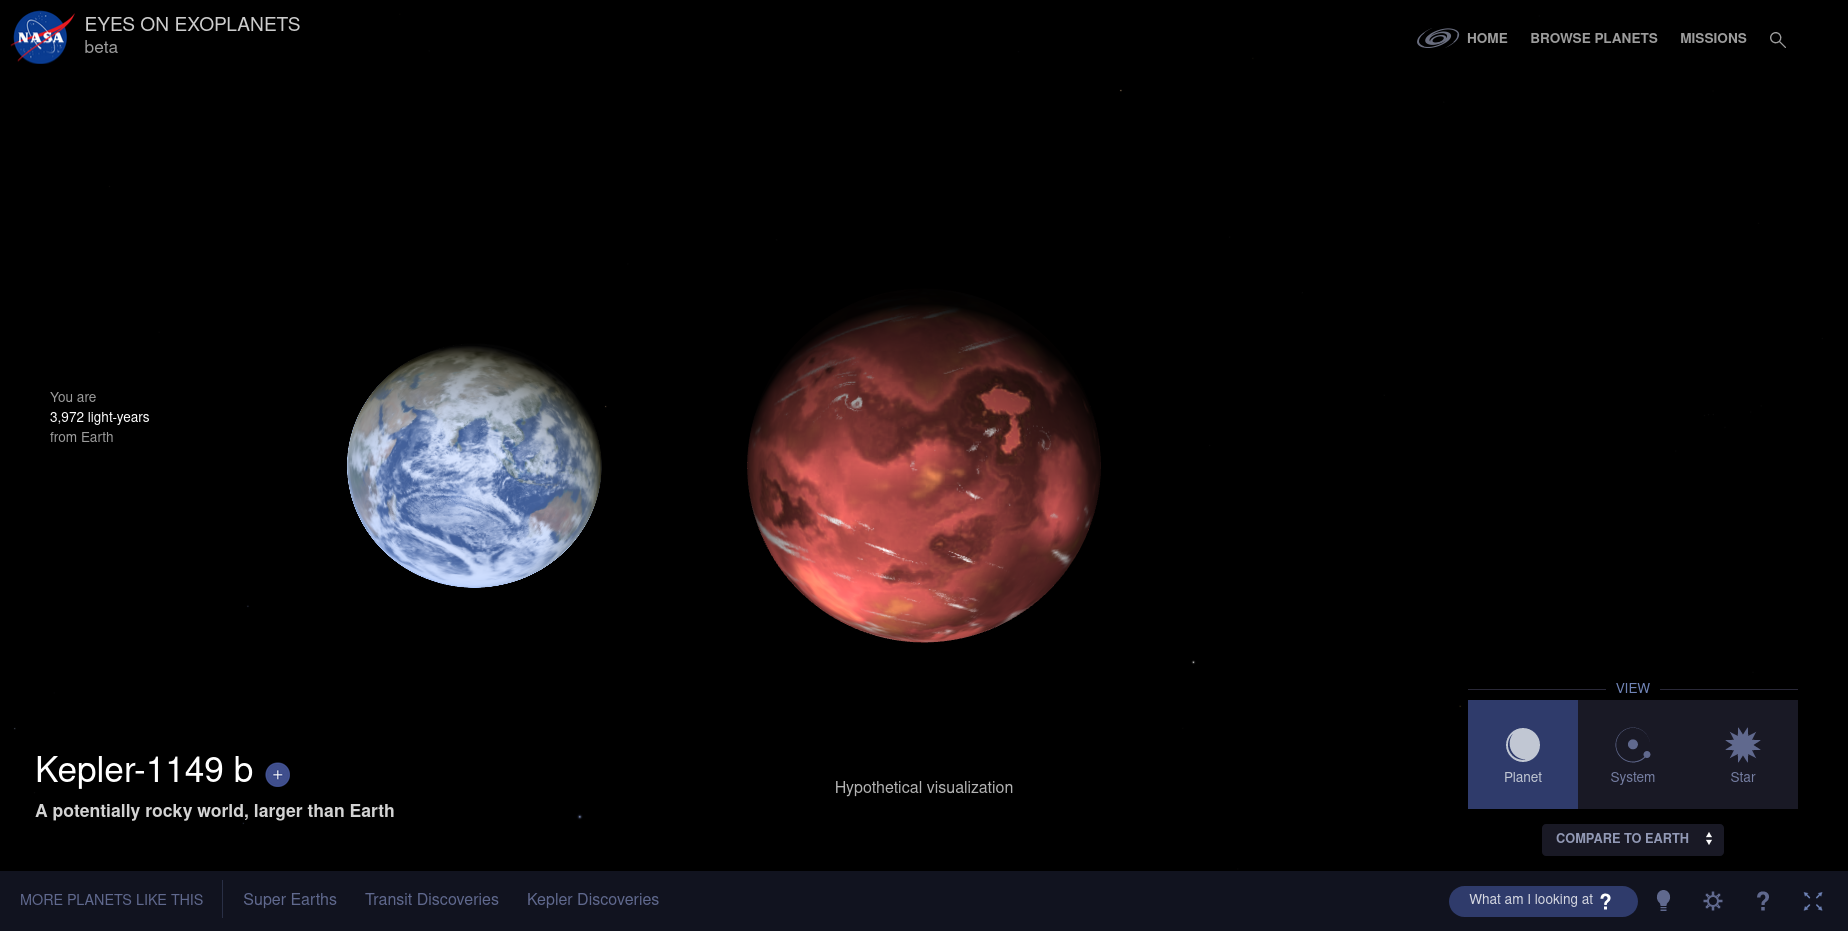 NASA
EYES ON EXOPLANETS
beta
HOME
BROWSE PLANETS
MISSIONS
You are
3,972 light-years
from Earth
VIEW
Planet
System
Star
COMPARE TO EARTH
Kepler-1149 b +
A potentially rocky world, larger than Earth
Hypothetical visualization
MORE PLANETS LIKE THIS
Super Earths
Transit Discoveries
Kepler Discoveries
What am I looking at ?
?